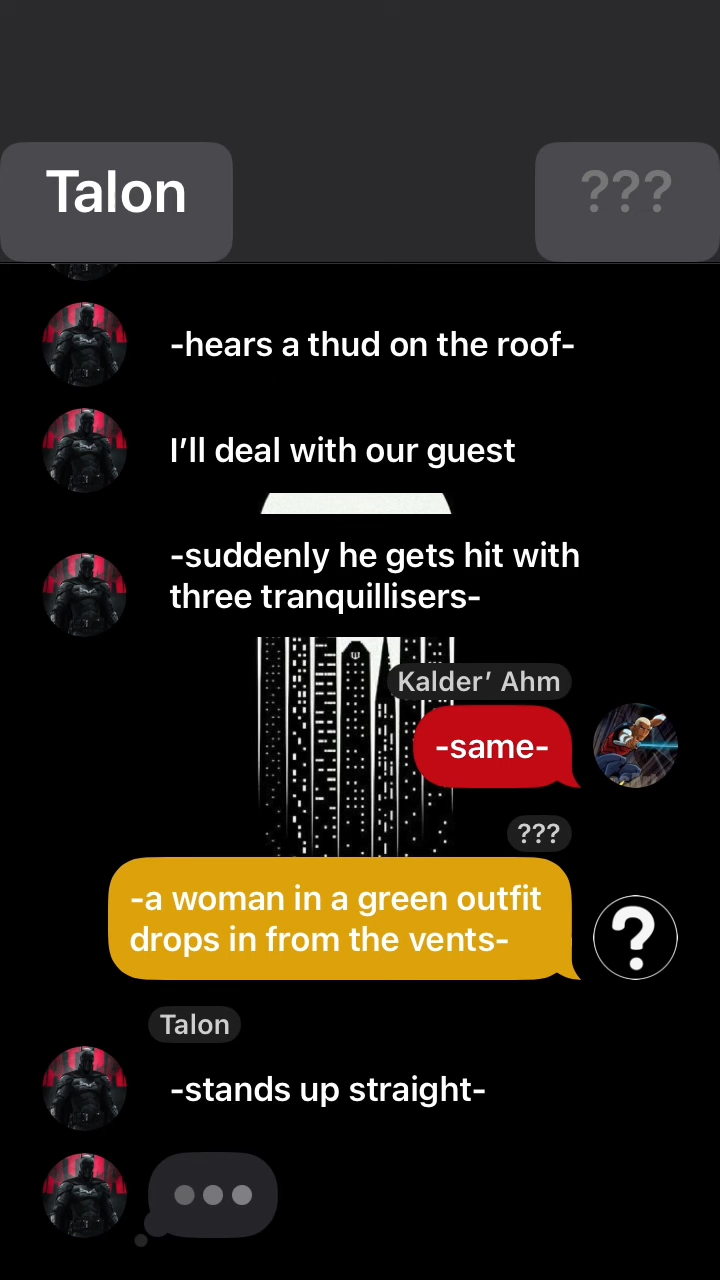 Talon
???
-hears a thud on the roof-
I’ll deal with our guest
-suddenly he gets hit with
three tranquillisers-
Kalder’ Ahm
-same-
???
-a woman in a green outfit
drops in from the vents-
?
Talon
-stands up straight-